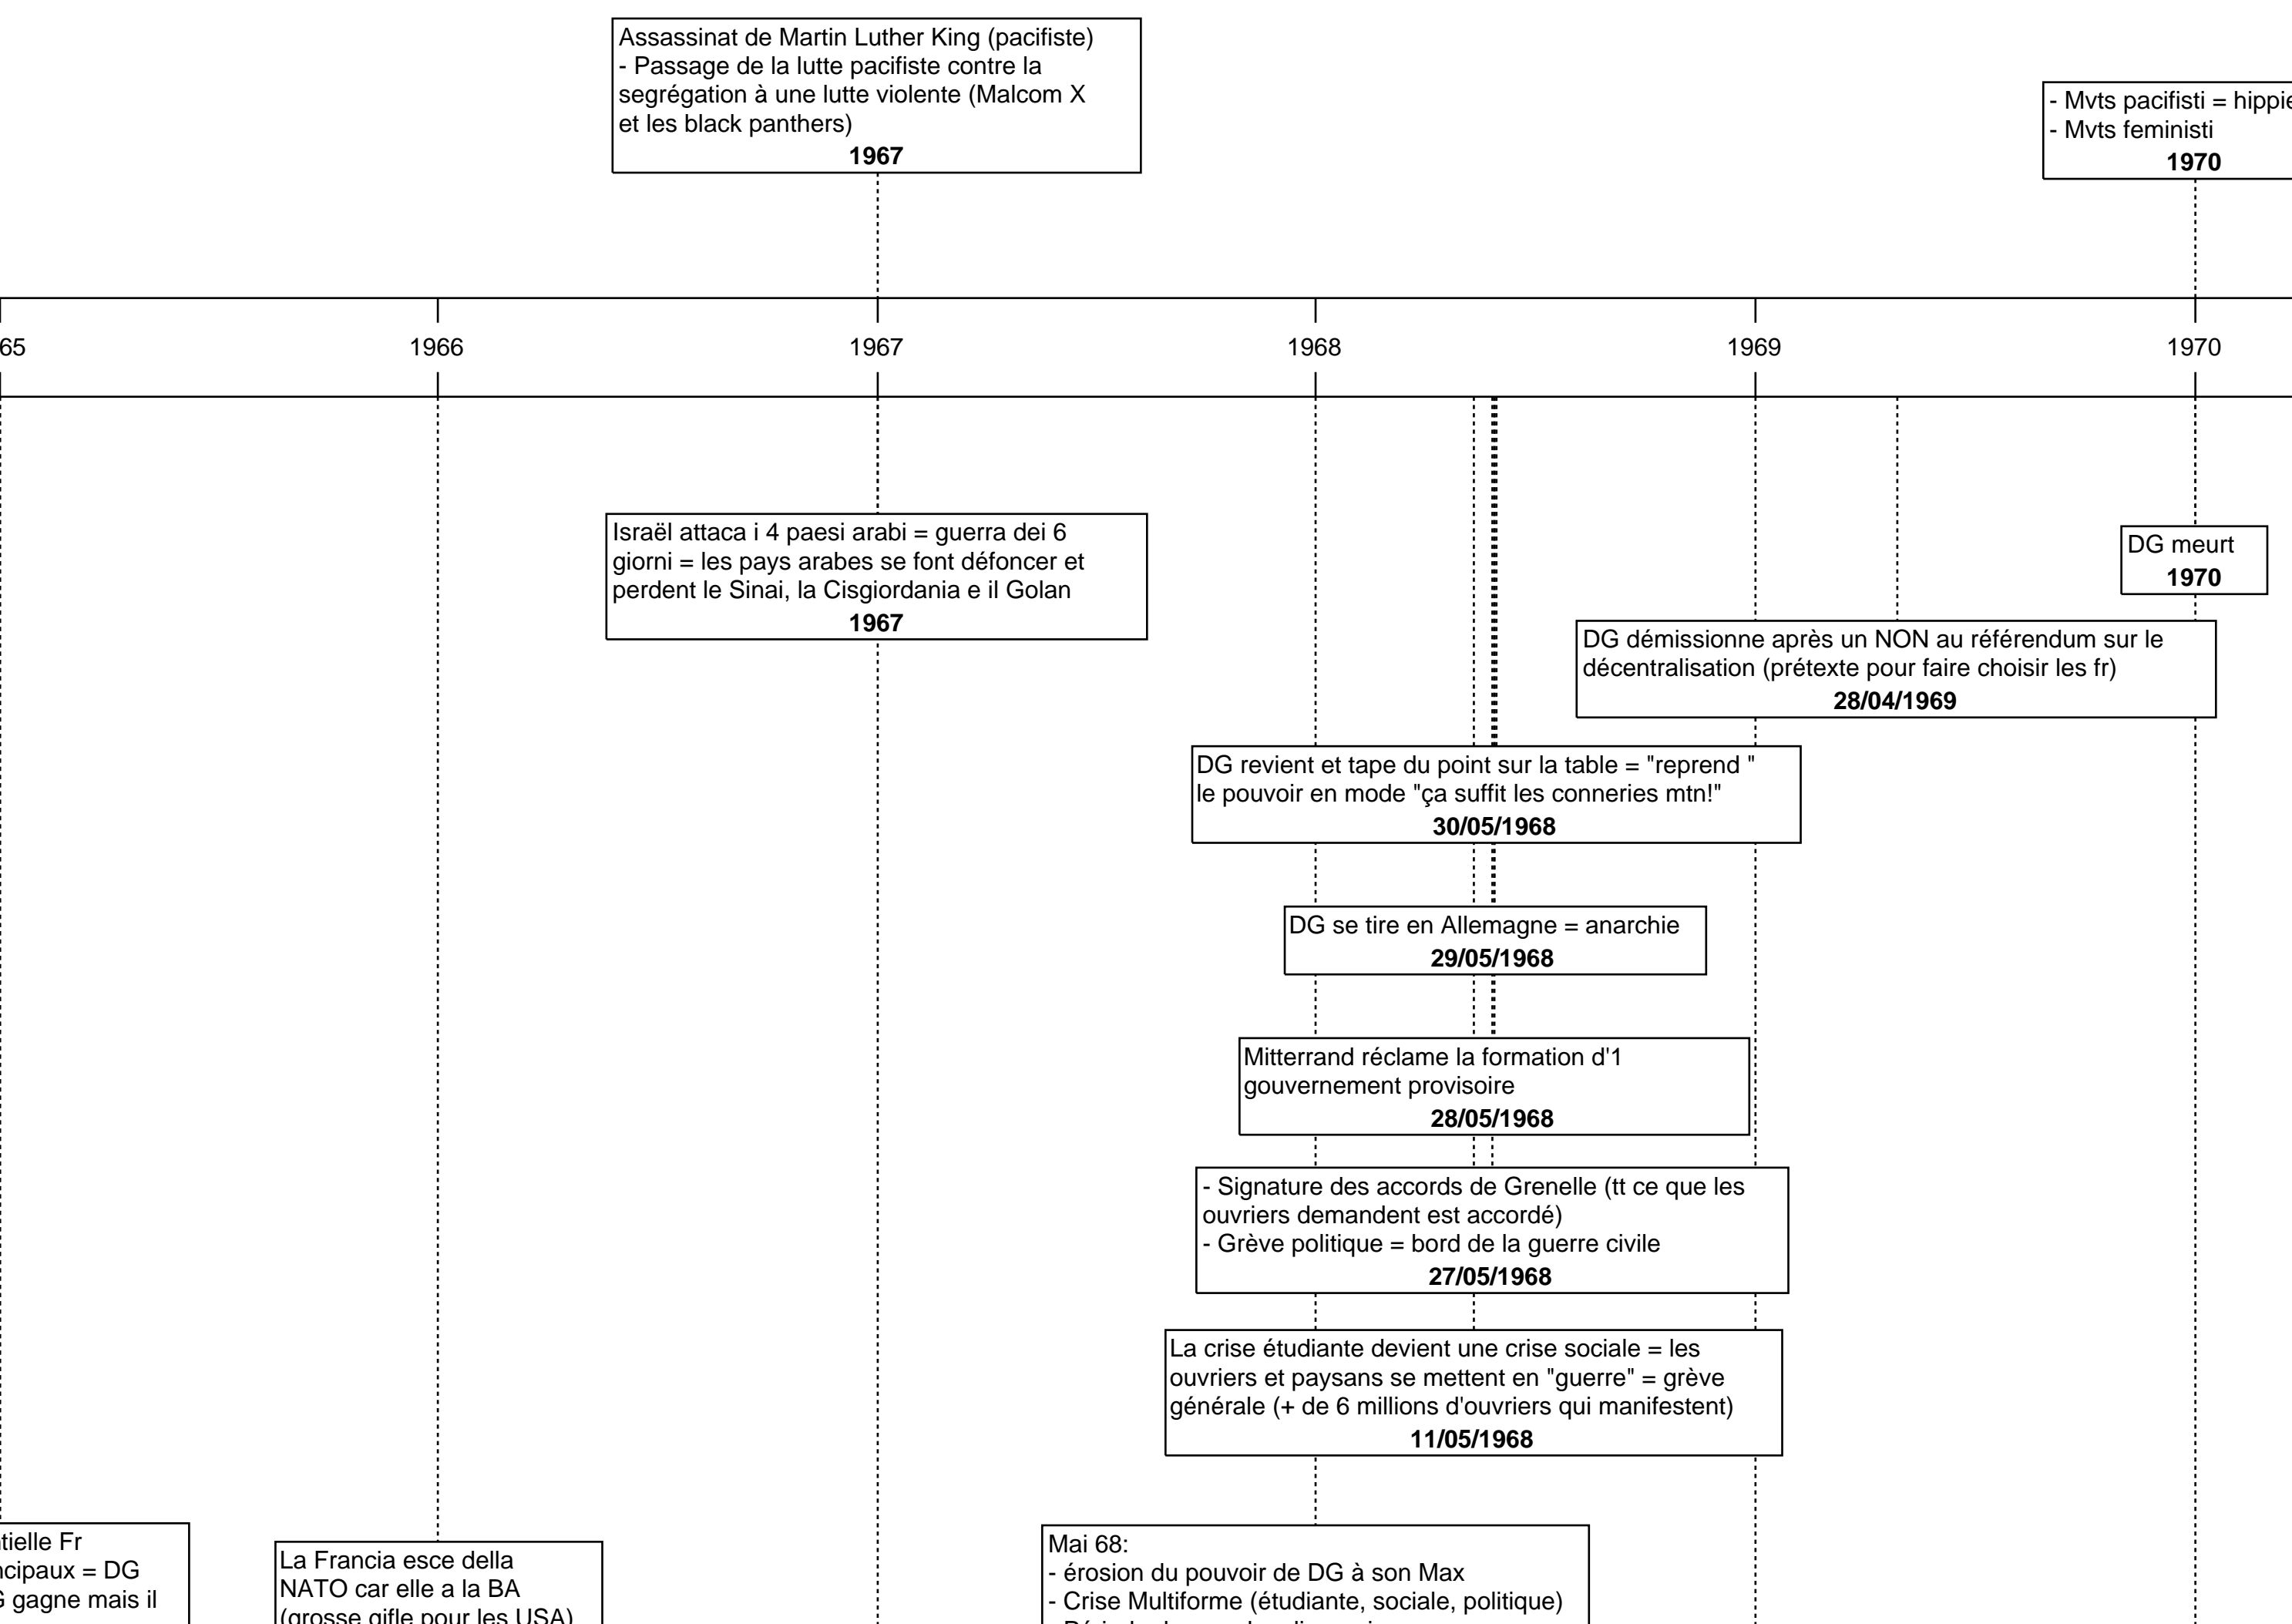 Assassinat de Martin Luther King (pacifiste)
- Passage de la lutte pacifiste contre la
segrégation à une lutte violente (Malcom X
et les black panthers)
1967
- Mvts pacifisti = hippie
- Mvts feministi
1970
65
1966
1967
1968
1969
1970
Israël attaca i 4 paesi arabi = guerra dei 6
giorni = les pays arabes se font défoncer et
perdent le Sinai, la Cisgiordania e il Golan
1967
DG meurt
1970
DG démissionne après un NON au référendum sur le
décentralisation (prétexte pour faire choisir les fr)
28/04/1969
DG revient et tape du point sur la table = "reprend "
le pouvoir en mode "ça suffit les conneries mtn!"
30/05/1968
DG se tire en Allemagne = anarchie
29/05/1968
Mitterrand réclame la formation d'1
gouvernement provisoire
28/05/1968
- Signature des accords de Grenelle (tt ce que les
ouvriers demandent est accordé)
- Grève politique = bord de la guerre civile
27/05/1968
La crise étudiante devient une crise sociale = les
ouvriers et paysans se mettent en "guerre" = grève
générale (+ de 6 millions d'ouvriers qui manifestent)
11/05/1968
tielle Fr
ncipaux = DG
gagne mais il
La Francia esce della
NATO car elle a la BA
(grosse gifle pour les USA)
Mai 68:
- érosion du pouvoir de DG à son Max
- Crise Multiforme (étudiante, sociale, politique)